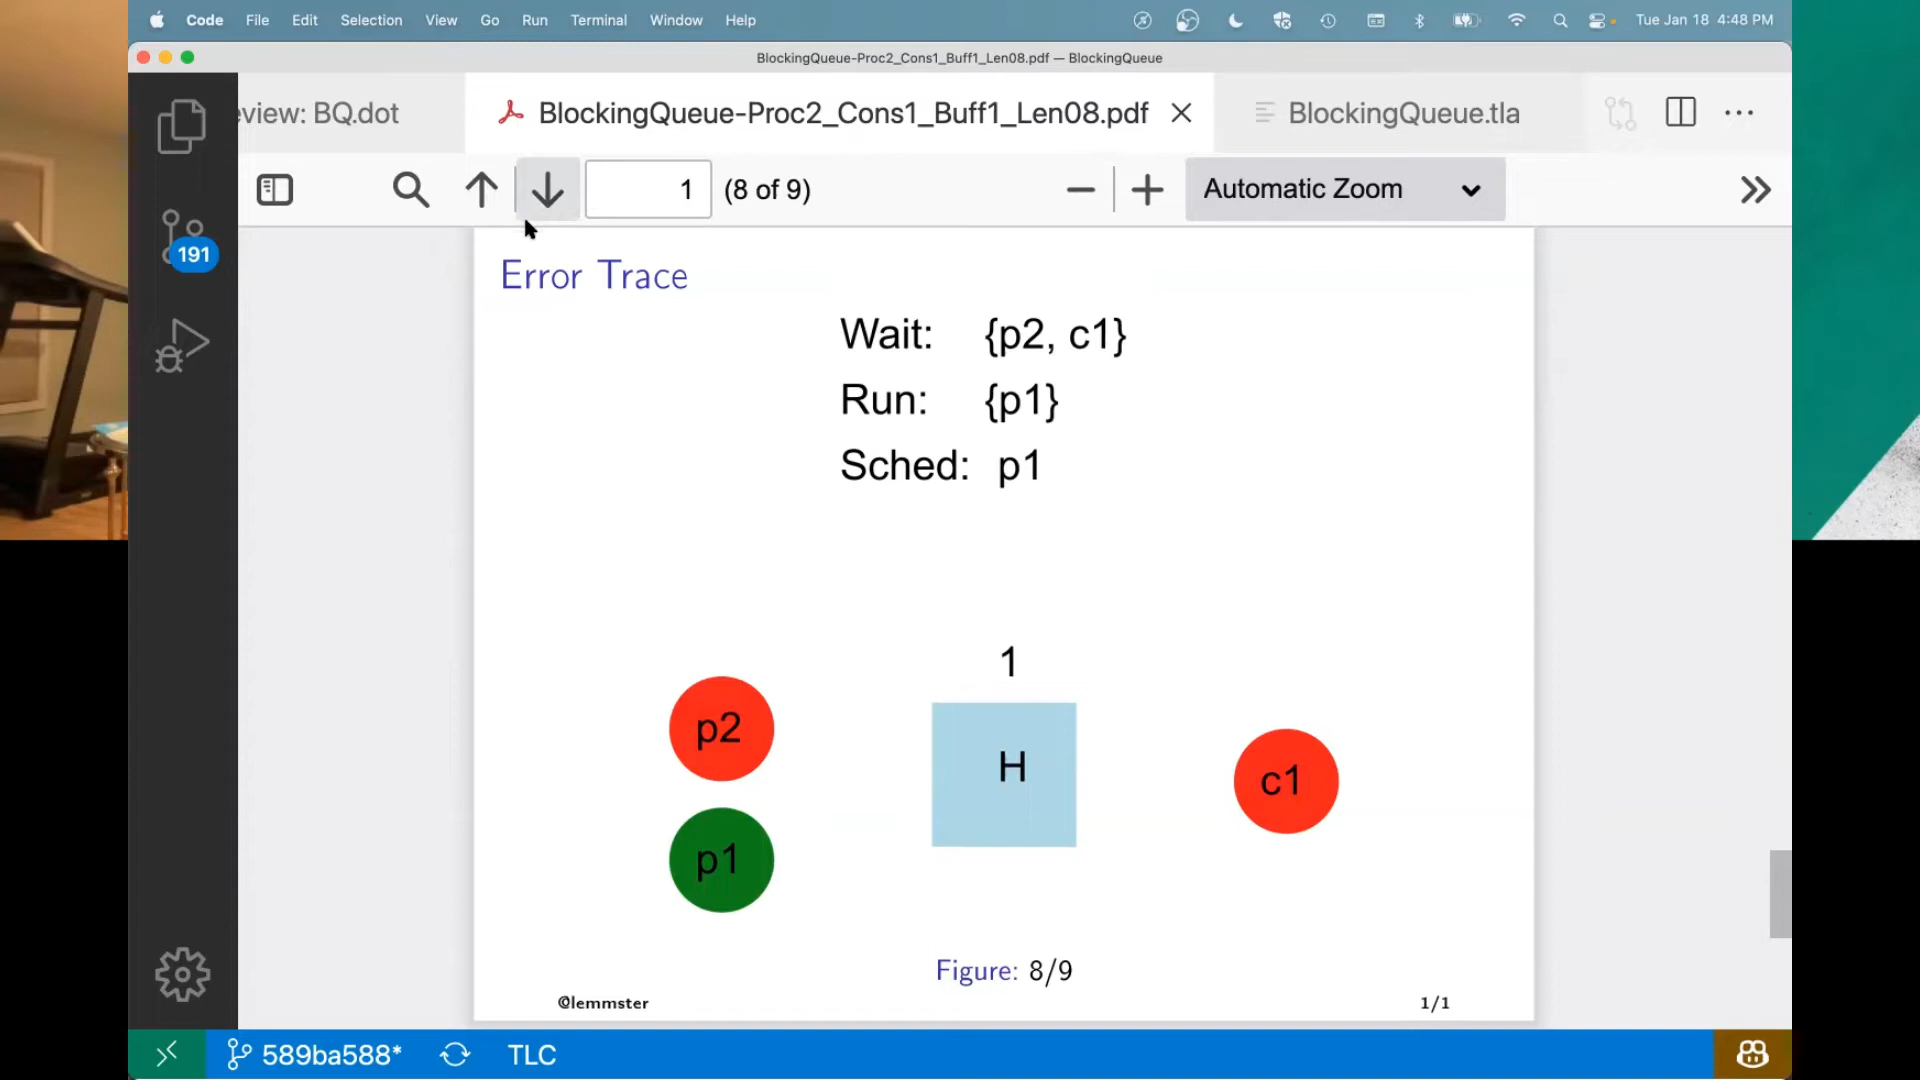 Code File Edit Selection View Go Run Terminal Window Help Tue Jan 18 4:48 PM
BlockingQueue-Proc2_Cons1_Buff1_Len08.pdf — BlockingQueue
eview: BQ.dot BlockingQueue-Proc2_Cons1_Buff1_Len08.pdf BlockingQueue.tla
1 (8 of 9) Automatic Zoom
191
Error Trace
Wait: {p2, c1}
Run: {p1}
Sched: p1
1
p2
H
c1
p1
Figure: 8/9
@lemmster 1/1
589ba588* TLC